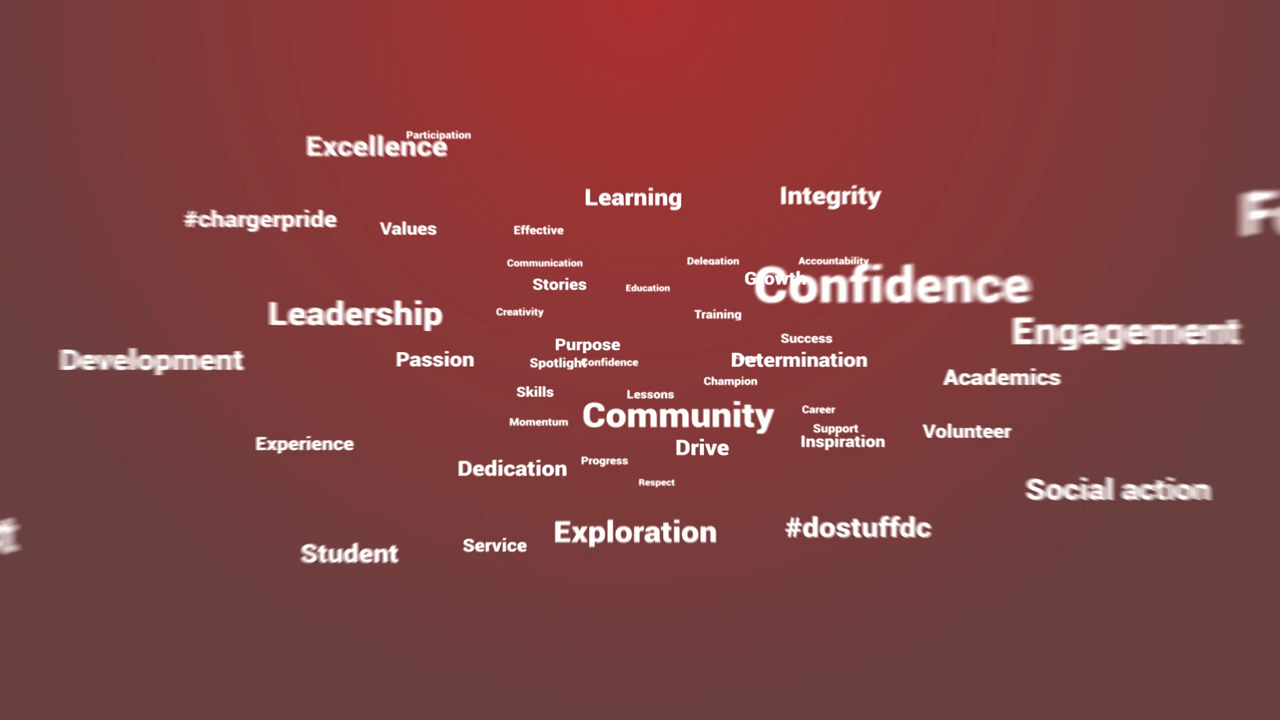 Participation
Excellence
Learning
Integrity
#chargerpride
Values
Effective
Communication
Delegation
Accountability
Growth
Stories
Education
Confidence
Leadership
Creativity
Training
Engagement
Success
Purpose
Development
Passion
Spotlight
Confidence
Determination
Academics
Champion
Skills
Lessons
Community
Career
Momentum
Support
Volunteer
Inspiration
Experience
Drive
Dedication
Progress
Respect
Social action
Exploration
#dostuffdc
Student
Service